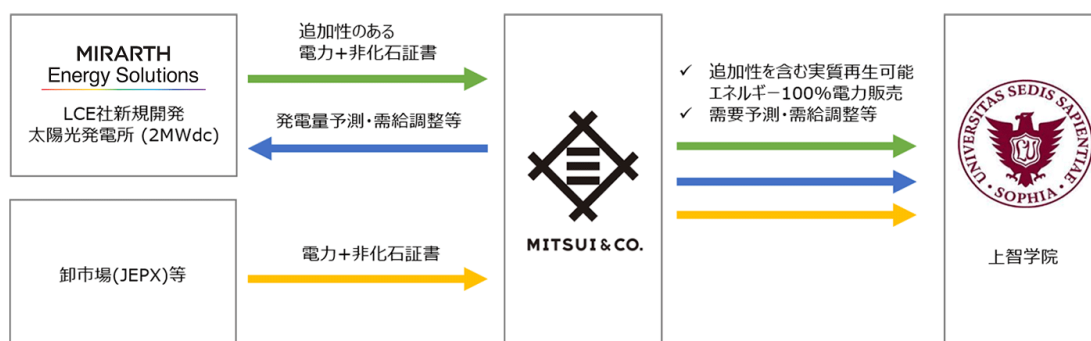 MIRARTH
Energy Solutions
LCE社新規開発
太陽光発電所 (2MWdc)
追加性のある
電力+非化石証書
発電量予測・需給調整等
卸市場(JEPX)等
電力+非化石証書
MITSUI & CO.
✓ 追加性を含む実質再生可能
エネルギー100%電力販売
✓ 需要予測・需給調整等
UNIVERSITAS SEDIS SAPIENTIAE
SOPHIA
上智学院